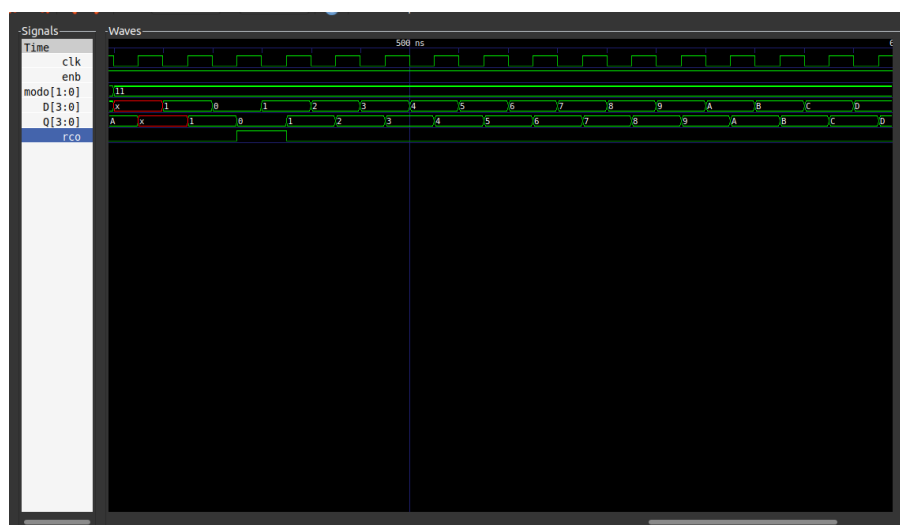 Signals
Waves
Time
500 ns
6
clk
enb
modo[1:0]
11
D[3:0]
x 1 0 1 2 3 4 5 6 7 8 9 A B C D
Q[3:0]
A x 1 0 1 2 3 4 5 6 7 8 9 A B C D
rco